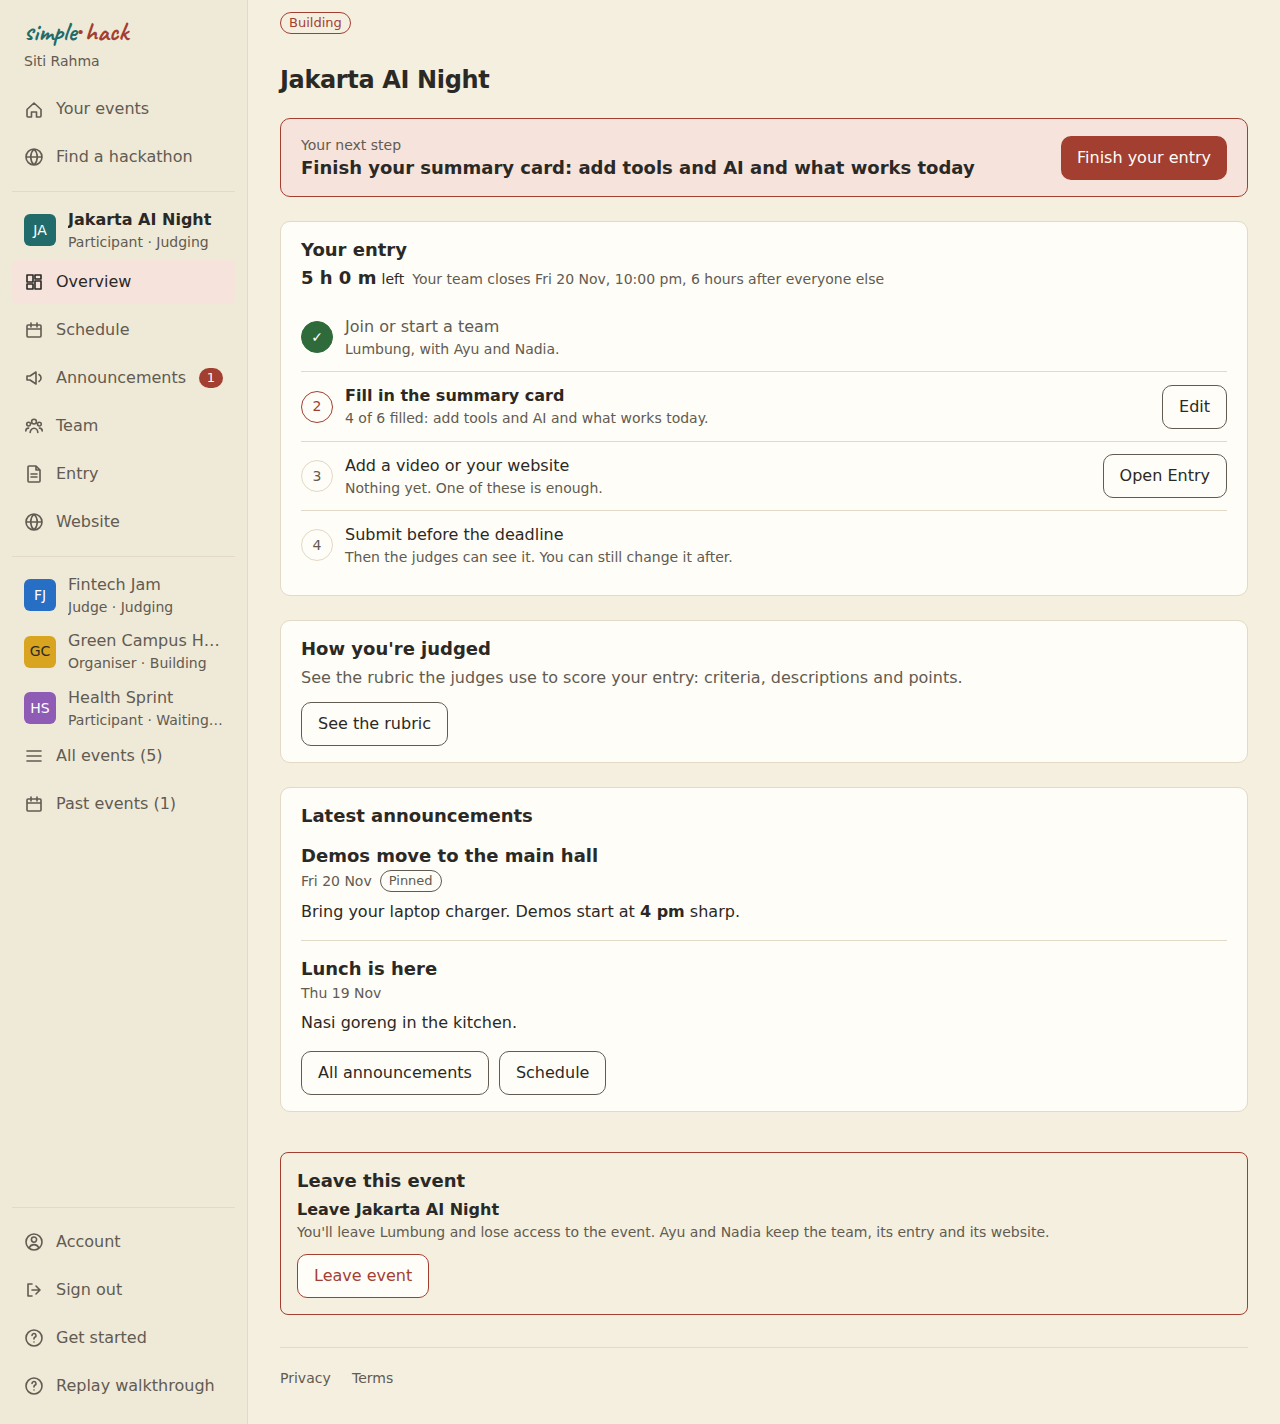 simple·hack
Siti Rahma
Your events
Find a hackathon
JA
Jakarta AI Night
Participant · Judging
Overview
Schedule
Announcements 1
Team
Entry
Website
FJ
Fintech Jam
Judge · Judging
GC
Green Campus H…
Organiser · Building
HS
Health Sprint
Participant · Waiting…
All events (5)
Past events (1)
Account
Sign out
Get started
Replay walkthrough
Building
Jakarta AI Night
Your next step
Finish your summary card: add tools and AI and what works today
Finish your entry
Your entry
5 h 0 m left Your team closes Fri 20 Nov, 10:00 pm, 6 hours after everyone else
✓
Join or start a team
Lumbung, with Ayu and Nadia.
2
Fill in the summary card
4 of 6 filled: add tools and AI and what works today.
Edit
3
Add a video or your website
Nothing yet. One of these is enough.
Open Entry
4
Submit before the deadline
Then the judges can see it. You can still change it after.
How you're judged
See the rubric the judges use to score your entry: criteria, descriptions and points.
See the rubric
Latest announcements
Demos move to the main hall
Fri 20 Nov Pinned
Bring your laptop charger. Demos start at 4 pm sharp.
Lunch is here
Thu 19 Nov
Nasi goreng in the kitchen.
All announcements Schedule
Leave this event
Leave Jakarta AI Night
You'll leave Lumbung and lose access to the event. Ayu and Nadia keep the team, its entry and its website.
Leave event
Privacy Terms